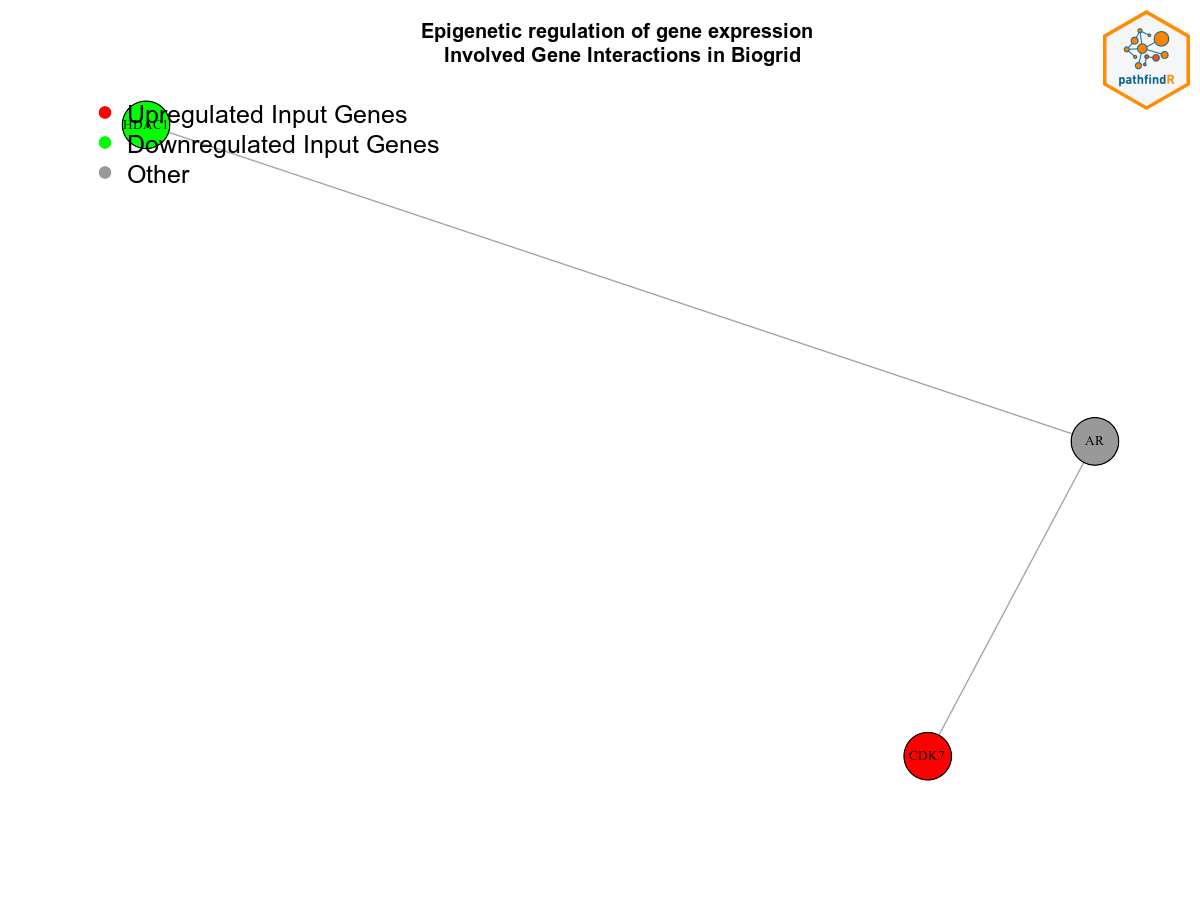 Epigenetic regulation of gene expression
Involved Gene Interactions in Biogrid
pathfindR
Upregulated Input Genes
HDAC1
Downregulated Input Genes
Other
AR
CDK7